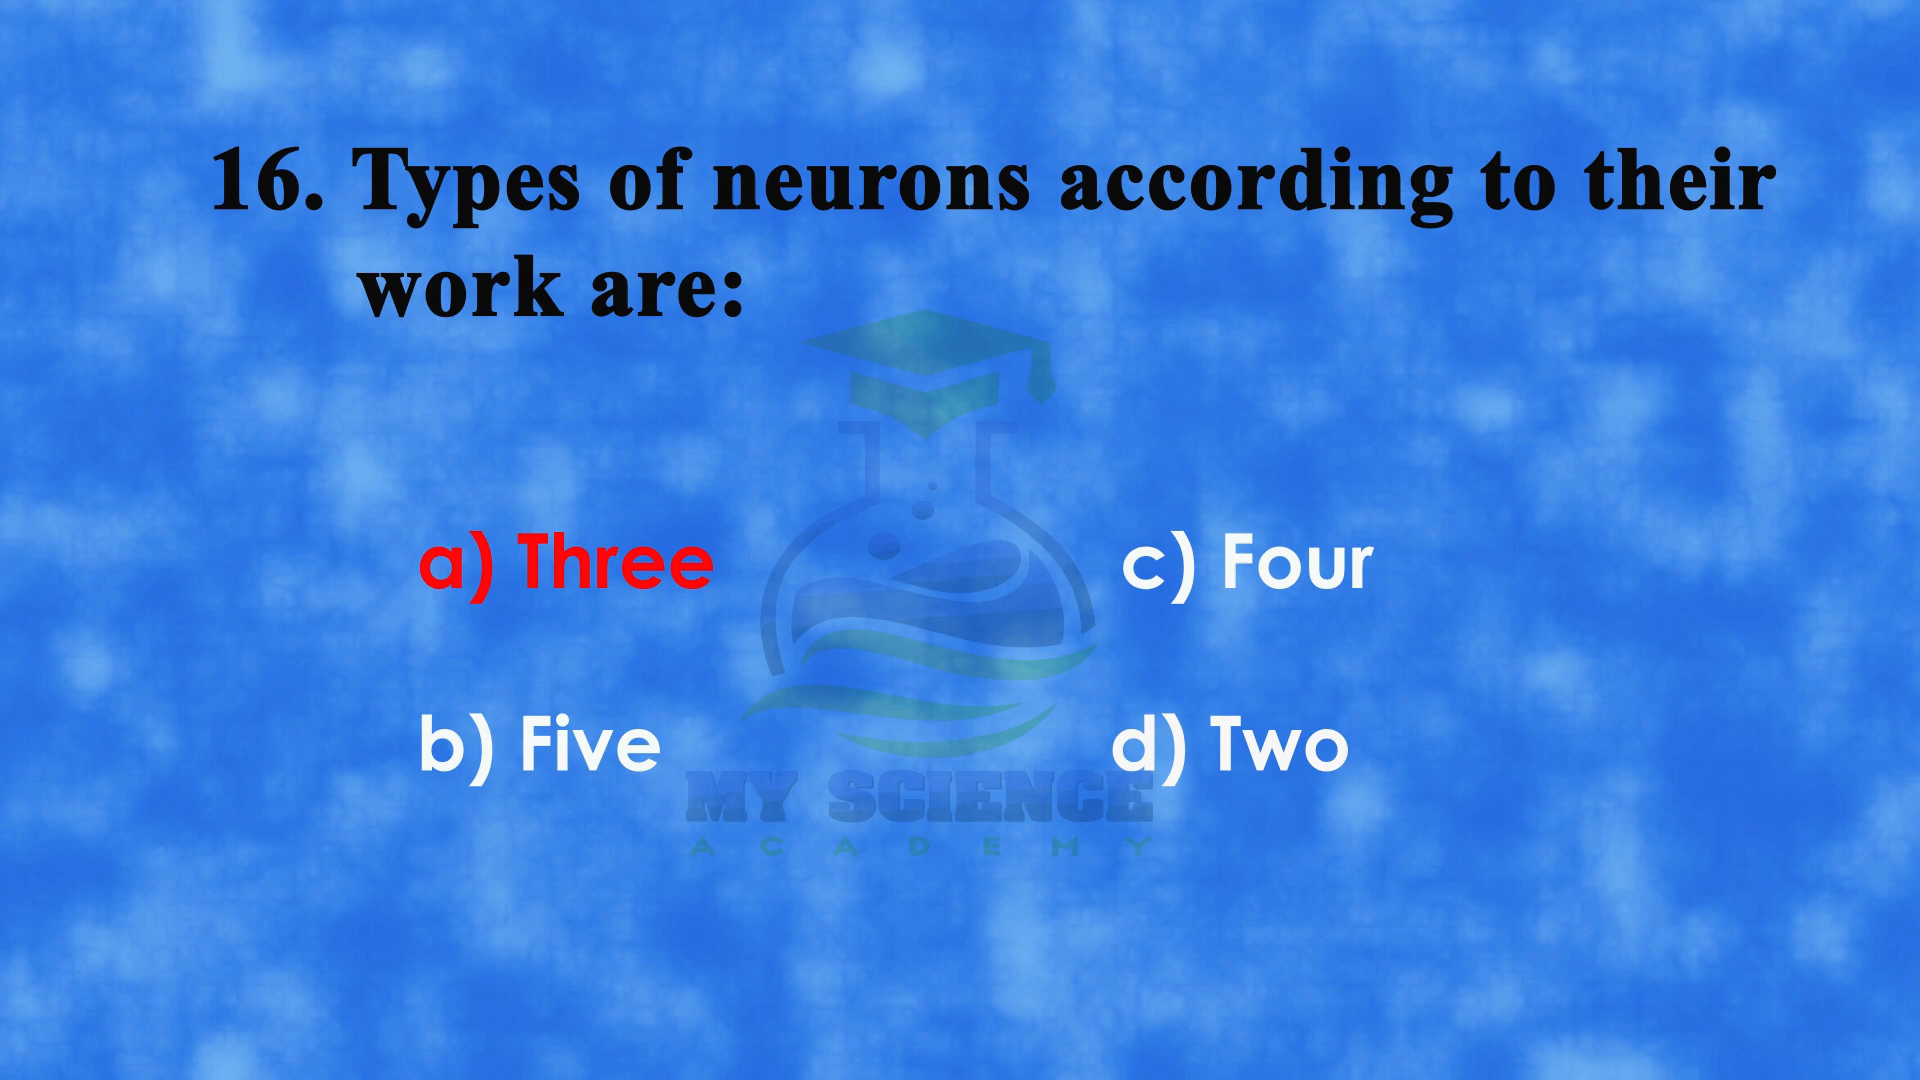 16. Types of neurons according to their
work are:
a) Three
c) Four
b) Five
d) Two
MY SCIENCE
ACADEMY